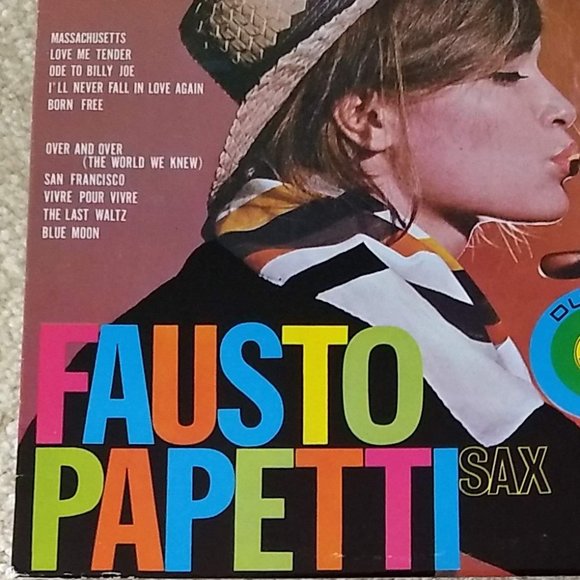 MASSACHUSETTS
LOVE ME TENDER
ODE TO BILLY JOE
I'LL NEVER FALL IN LOVE AGAIN
BORN FREE
OVER AND OVER
(THE WORLD WE KNEW)
SAN FRANCISCO
VIVRE POUR VIVRE
THE LAST WALTZ
BLUE MOON
FAUSTO
PAPETTI
SAX